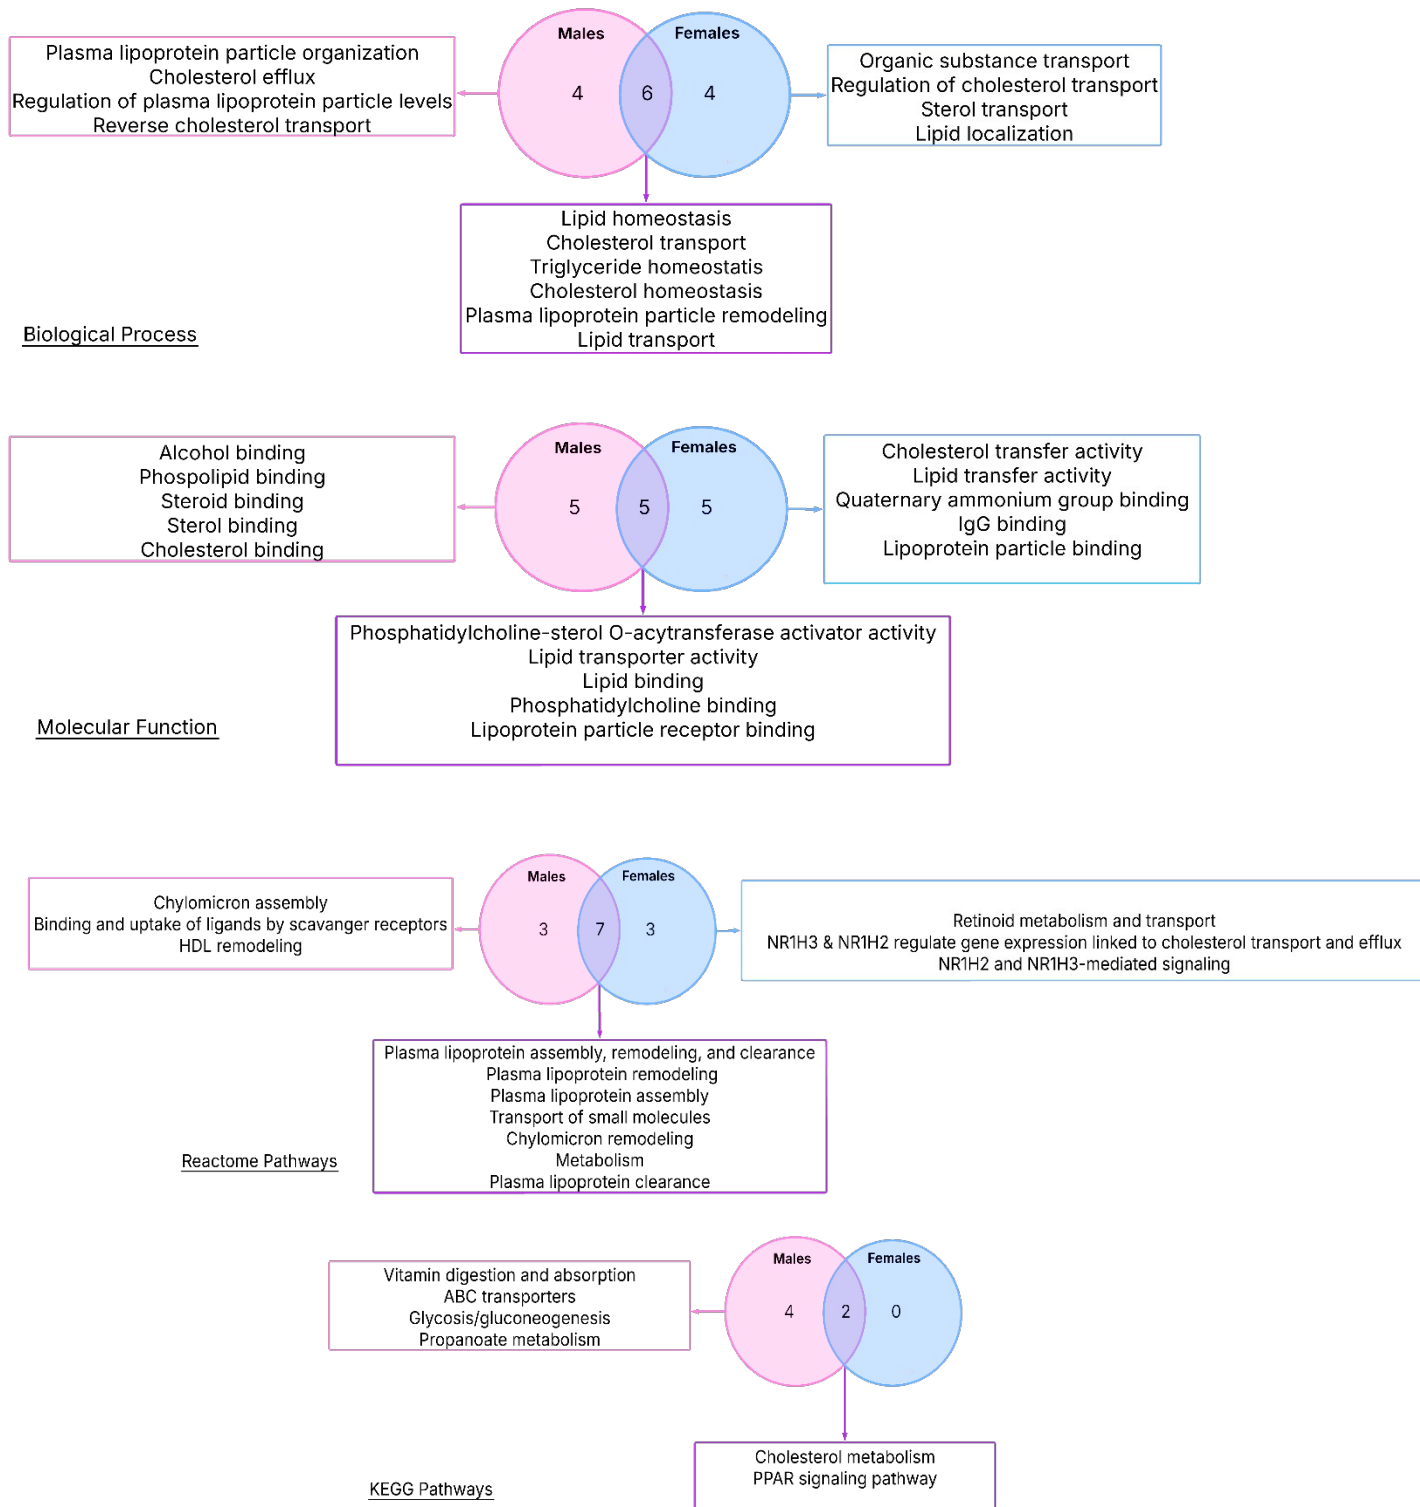 Males
Females
Plasma lipoprotein particle organization
Cholesterol efflux
Regulation of plasma lipoprotein particle levels
Reverse cholesterol transport
4
6
4
Organic substance transport
Regulation of cholesterol transport
Sterol transport
Lipid localization
Lipid homeostasis
Cholesterol transport
Triglyceride homeostatis
Cholesterol homeostasis
Plasma lipoprotein particle remodeling
Lipid transport
Biological Process
Males
Females
Alcohol binding
Phospolipid binding
Steroid binding
Sterol binding
Cholesterol binding
5
5
5
Cholesterol transfer activity
Lipid transfer activity
Quaternary ammonium group binding
IgG binding
Lipoprotein particle binding
Phosphatidylcholine-sterol O-acytransferase activator activity
Lipid transporter activity
Lipid binding
Phosphatidylcholine binding
Lipoprotein particle receptor binding
Molecular Function
Males
Females
Chylomicron assembly
Binding and uptake of ligands by scavanger receptors
HDL remodeling
3
7
3
Retinoid metabolism and transport
NR1H3 & NR1H2 regulate gene expression linked to cholesterol transport and efflux
NR1H2 and NR1H3-mediated signaling
Plasma lipoprotein assembly, remodeling, and clearance
Plasma lipoprotein remodeling
Plasma lipoprotein assembly
Transport of small molecules
Chylomicron remodeling
Metabolism
Plasma lipoprotein clearance
Reactome Pathways
Males
Females
Vitamin digestion and absorption
ABC transporters
Glycosis/gluconeogenesis
Propanoate metabolism
4
2
0
Cholesterol metabolism
PPAR signaling pathway
KEGG Pathways